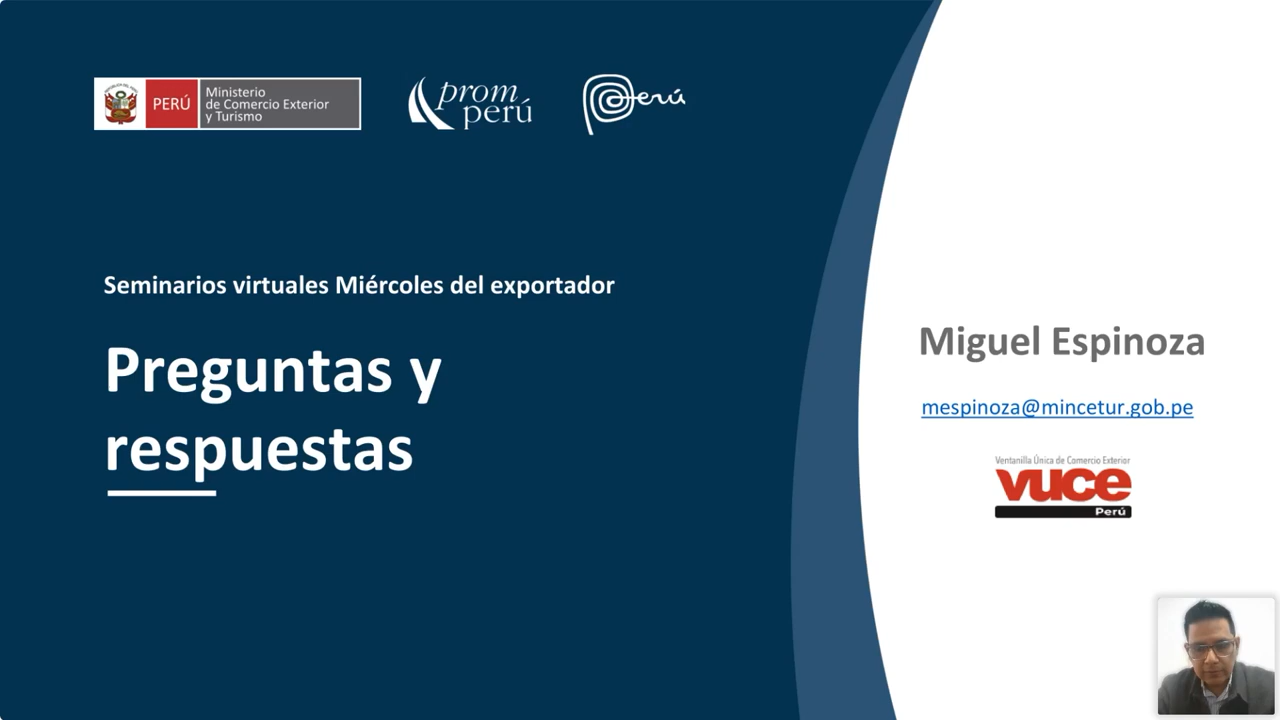 PERÚ
Ministerio
de Comercio Exterior
y Turismo
prom
perú
Perú
Seminarios virtuales Miércoles del exportador
Preguntas y
respuestas
Miguel Espinoza
mespinoza@mincetur.gob.pe
Ventanilla Única de Comercio Exterior
vuce
Perú